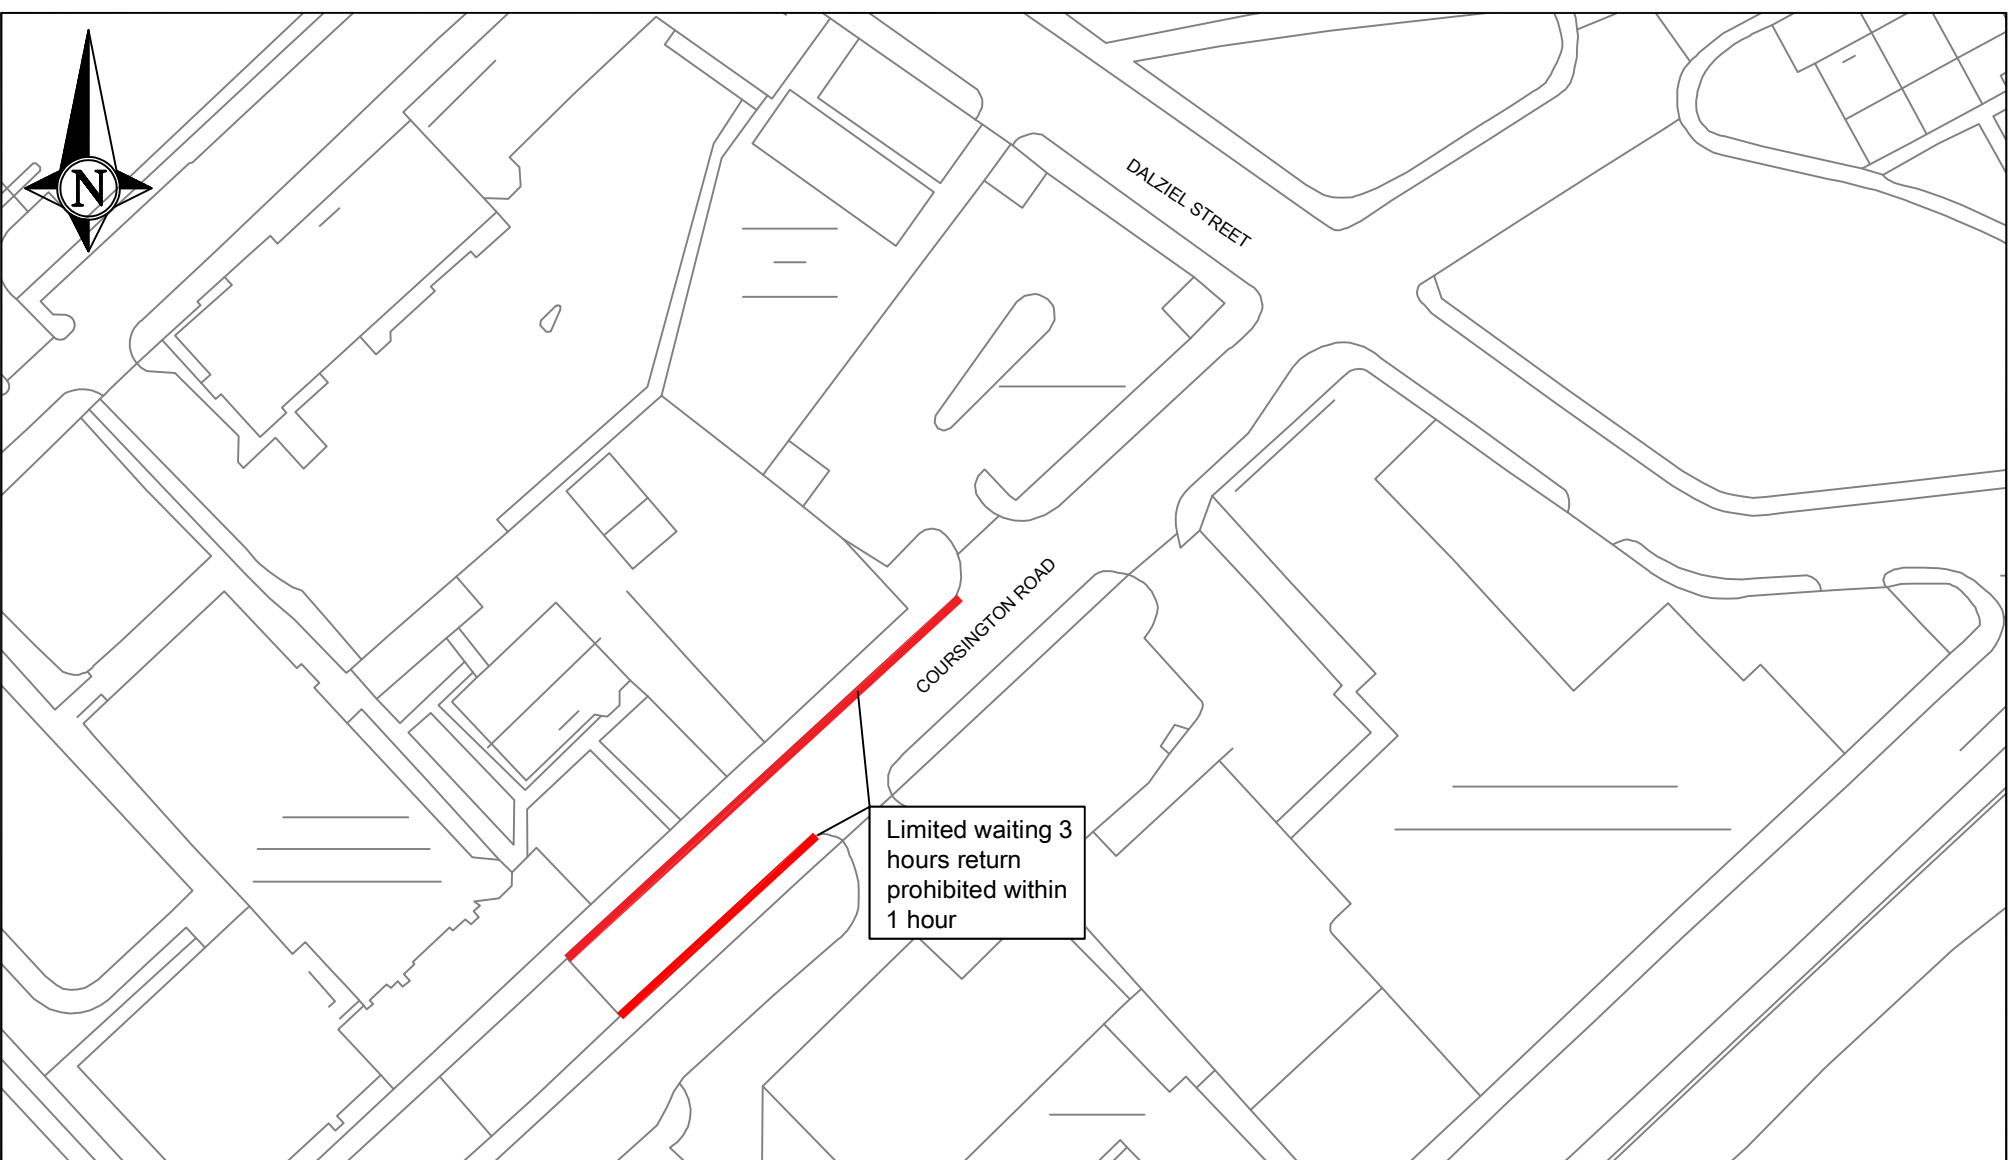 N
DALZIEL STREET
COURSINGTON ROAD
Limited waiting 3
hours return
prohibited within
1 hour